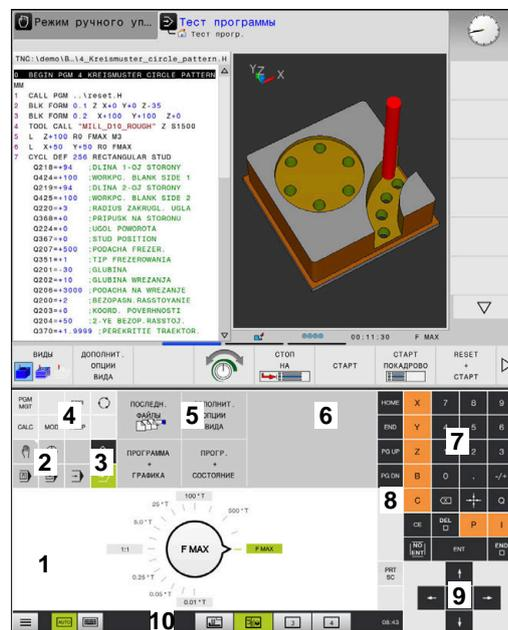 Режим ручного уп...
Тест программы
Тест прогр.
TNC:\demo\B…\4_Kreismuster_circle_pattern.H
0 BEGIN PGM 4_KREISMUSTER_CIRCLE_PATTERN
MM
1 CALL PGM ..\reset.H
2 BLK FORM 0.1 Z X+0 Y+0 Z-35
3 BLK FORM 0.2 X+100 Y+100 Z+0
4 TOOL CALL "MILL_D10_ROUGH" Z S1500
5 L Z+100 R0 FMAX M3
6 L X+50 Y+50 R0 FMAX
7 CYCL DEF 256 RECTANGULAR STUD
Q218=+94 ;DLINA 1-OJ STORONY
Q424=+100 ;WORKPC. BLANK SIDE 1
Q219=+94 ;DLINA 2-OJ STORONY
Q425=+100 ;WORKPC. BLANK SIDE 2
Q220=+3 ;RADIUS ZAKRUGL. UGLA
Q368=+0 ;PRIPUSK NA STORONU
Q224=+0 ;UGOL POWOROTA
Q367=+0 ;STUD POSITION
Q207=+500 ;PODACHA FREZER.
Q351=+1 ;TIP FREZEROWANIA
Q201=-30 ;GLUBINA
Q202=+10 ;GLUBINA WREZANJA
Q206=+3000 ;PODACHA NA WREZANJE
Q200=+2 ;BEZOPASN.RASSTOYANIE
Q203=+0 ;KOORD. POVERHNOSTI
Q204=+50 ;2-YE BEZOP.RASSTOJ.
Q370=+1.9999 ;PEREKRITIE TRAEKTOR.
Y Z X
00:11:30 F MAX
ВИДЫ
ДОПОЛНИТ. ОПЦИИ ВИДА
СТОП НА
СТАРТ
СТАРТ ПОКАДРОВО
RESET + СТАРТ
PGM MGT
CALC
MOD
4
2
3
ПОСЛЕДН. ФАЙЛЫ
5
ОПЦИИ ВИДА
6
ПРОГРАММА + ГРАФИКА
ПРОГР. + СОСТОЯНИЕ
HOME X 7 8 9
END Y 5 6
7
PG UP Z 2 3
PG DN B 0 . -/+
8 C Q
CE DEL P I
NO ENT ENT END
PRT SC
9
1
1:1
5.0°T
25°T
100°T
500°T
F MAX
F MAX
0.25°T
0.05°T
0.01°T
AUTO
10
3
4
08:43